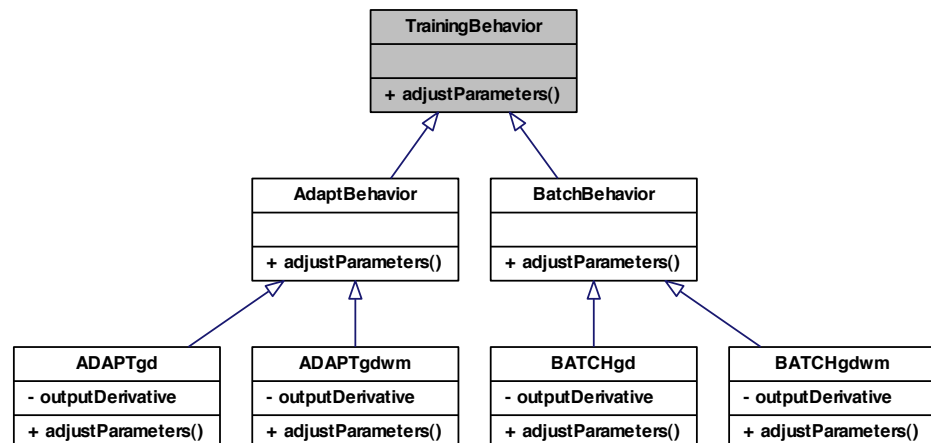 TrainingBehavior
+ adjustParameters()
AdaptBehavior
+ adjustParameters()
BatchBehavior
+ adjustParameters()
ADAPTgd
- outputDerivative
+ adjustParameters()
ADAPTgdwm
- outputDerivative
+ adjustParameters()
BATCHgd
- outputDerivative
+ adjustParameters()
BATCHgdwm
- outputDerivative
+ adjustParameters()